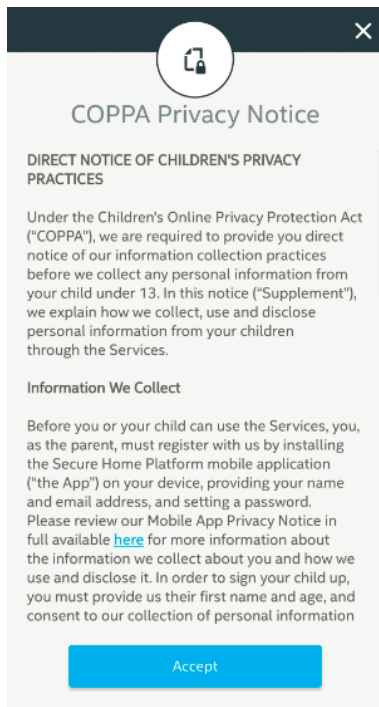 COPPA Privacy Notice
DIRECT NOTICE OF CHILDREN'S PRIVACY
PRACTICES
Under the Children's Online Privacy Protection Act
("COPPA"), we are required to provide you direct
notice of our information collection practices
before we collect any personal information from
your child under 13. In this notice ("Supplement"),
we explain how we collect, use and disclose
personal information from your children
through the Services.
Information We Collect
Before you or your child can use the Services, you,
as the parent, must register with us by installing
the Secure Home Platform mobile application
("the App") on your device, providing your name
and email address, and setting a password.
Please review our Mobile App Privacy Notice in
full available here for more information about
the information we collect about you and how we
use and disclose it. In order to sign your child up,
you must provide us their first name and age, and
consent to our collection of personal information
Accept